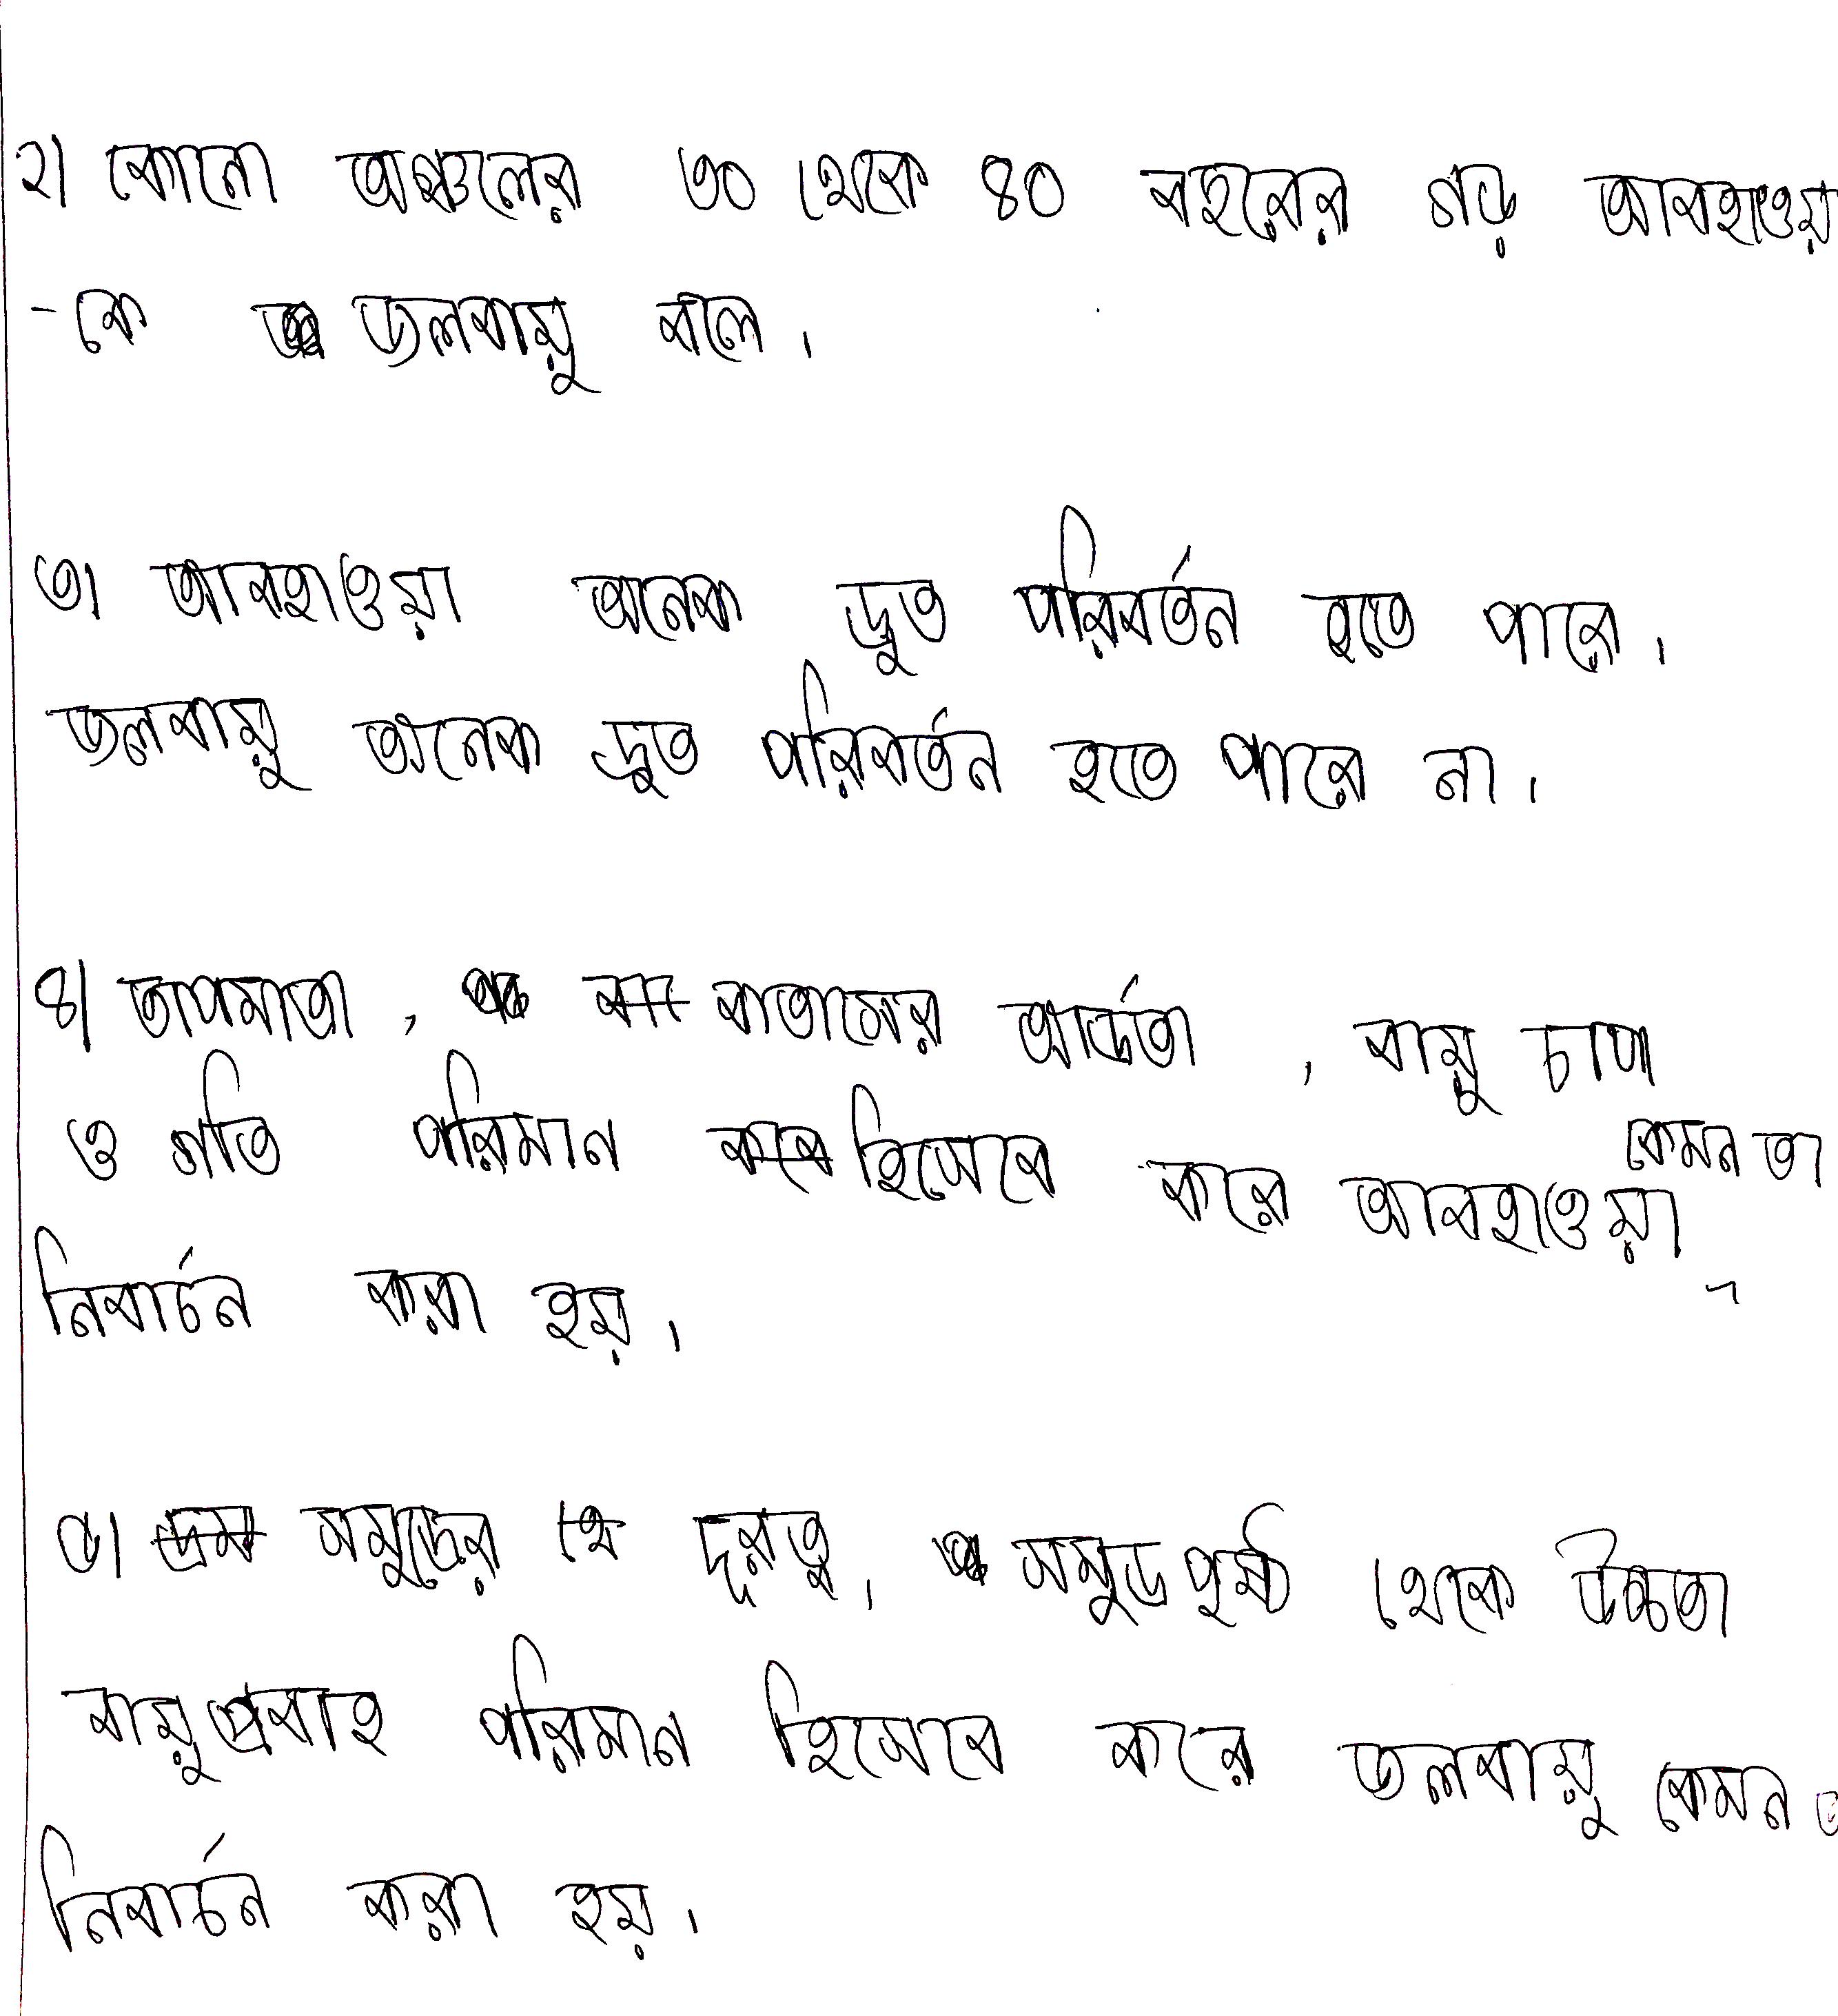 ২। কোনো অঞ্চলের ৩০ থেকে ৪০ বছরের গড় আবহাওয়া
-কে জলবায়ু বলে।
৩। আবহাওয়া অনেক দ্রুত পরিবর্তন হতে পারে।
জলবায়ু অনেক দ্রুত পরিবর্তন হতে পারে না।
৪। তাপমাত্রা, বাতাসের আর্দ্রতা, বায়ু চাপ
ও গতি পরিমান হিসেবে করে আবহাওয়া কেমন তা
নির্বাচন করা হয়।
৫। সমুদ্রের থে দূরত্ব, সমুদ্রপৃষ্ঠ থেকে উচ্চতা
বায়ুপ্রবাহ পরিমান হিসেবে করে জলবায়ু কেমন ত
নির্বাচন করা হয়।